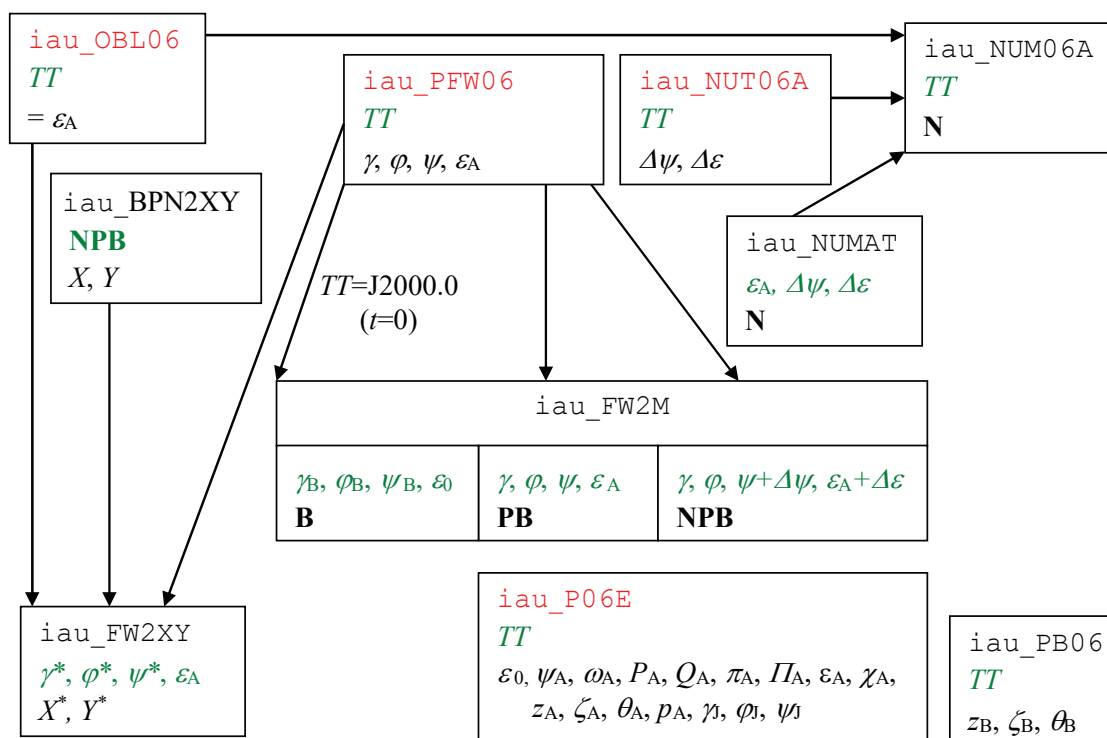 iau_OBL06
TT
= εA
iau_PFW06
TT
γ, φ, ψ, εA
iau_NUT06A
TT
Δψ, Δε
iau_NUM06A
TT
N
iau_BPN2XY
NPB
X, Y
iau_NUMAT
εA, Δψ, Δε
N
TT=J2000.0
(t=0)
iau_FW2M
γB, φB, ψB, ε0
B
γ, φ, ψ, εA
PB
γ, φ, ψ+Δψ, εA+Δε
NPB
iau_FW2XY
γ*, φ*, ψ*, εA
X*, Y*
iau_P06E
TT
ε0, ψA, ωA, PA, QA, πA, ΠA, εA, χA,
zA, ζA, θA, pA, γJ, φJ, ψJ
iau_PB06
TT
zB, ζB, θB